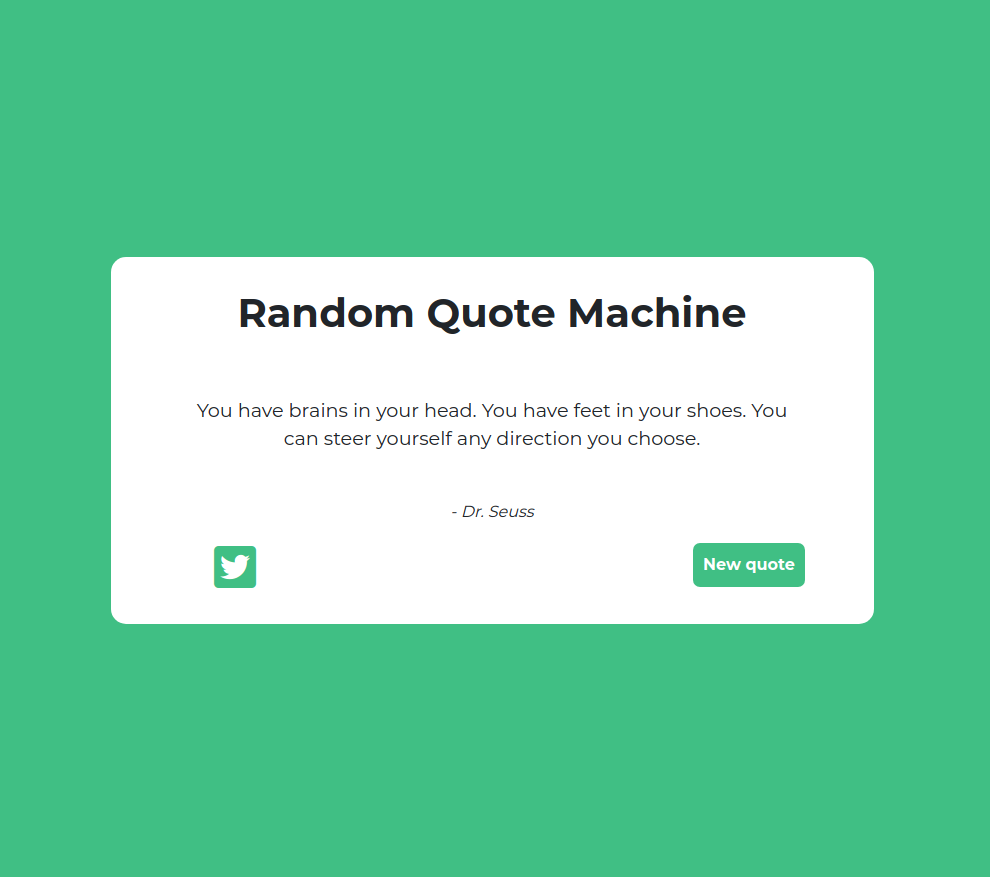 Random Quote Machine
You have brains in your head. You have feet in your shoes. You
can steer yourself any direction you choose.
- Dr. Seuss
New quote